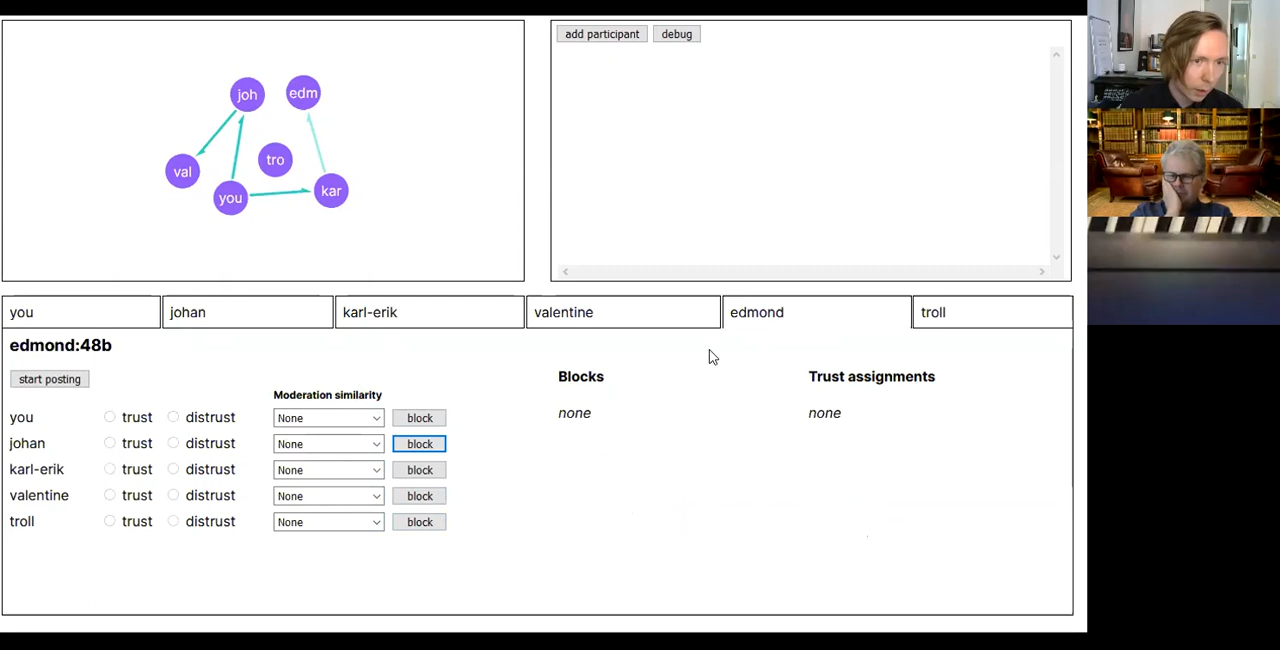 joh
edm
val
tro
you
kar
add participant debug
you johan karl-erik valentine edmond troll
edmond:48b
start posting
Moderation similarity
you trust distrust None block
johan trust distrust None block
karl-erik trust distrust None block
valentine trust distrust None block
troll trust distrust None block
Blocks
none
Trust assignments
none